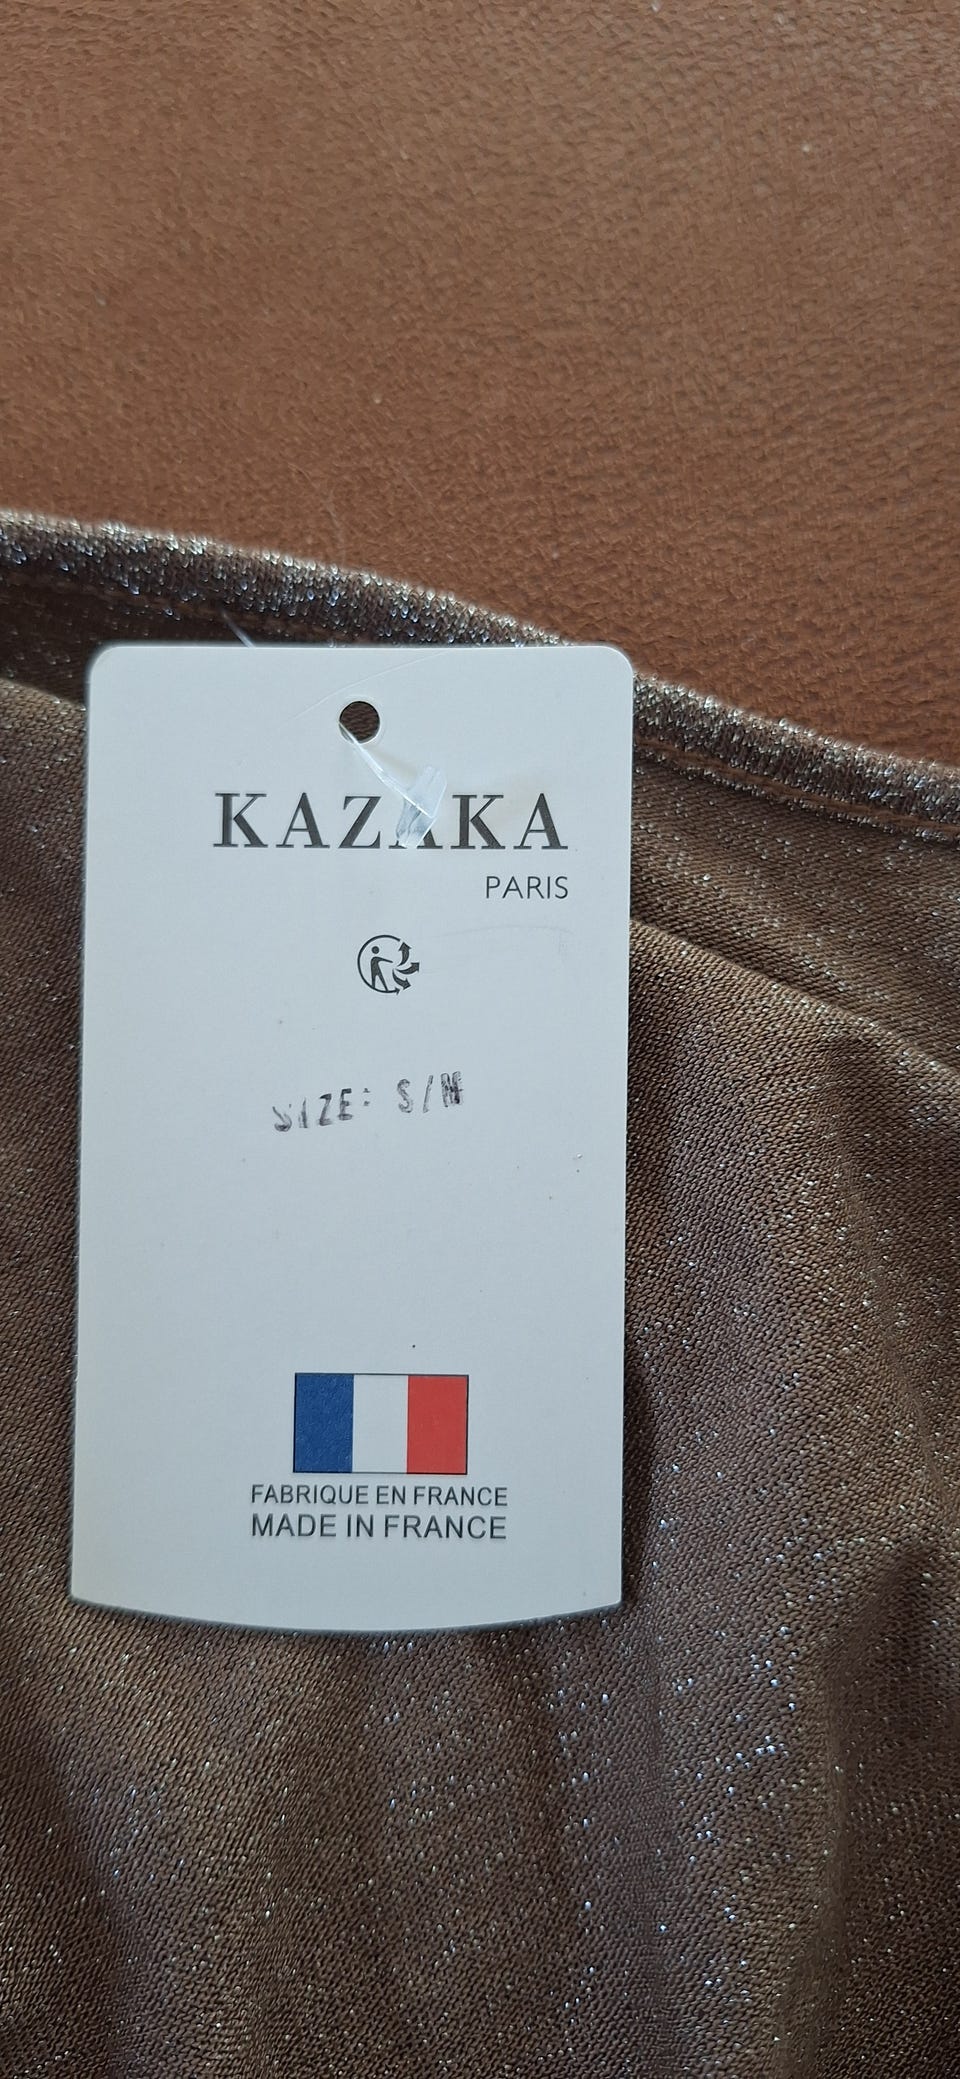 KAZAKA
PARIS
SIZE: S/M
FABRIQUE EN FRANCE
MADE IN FRANCE